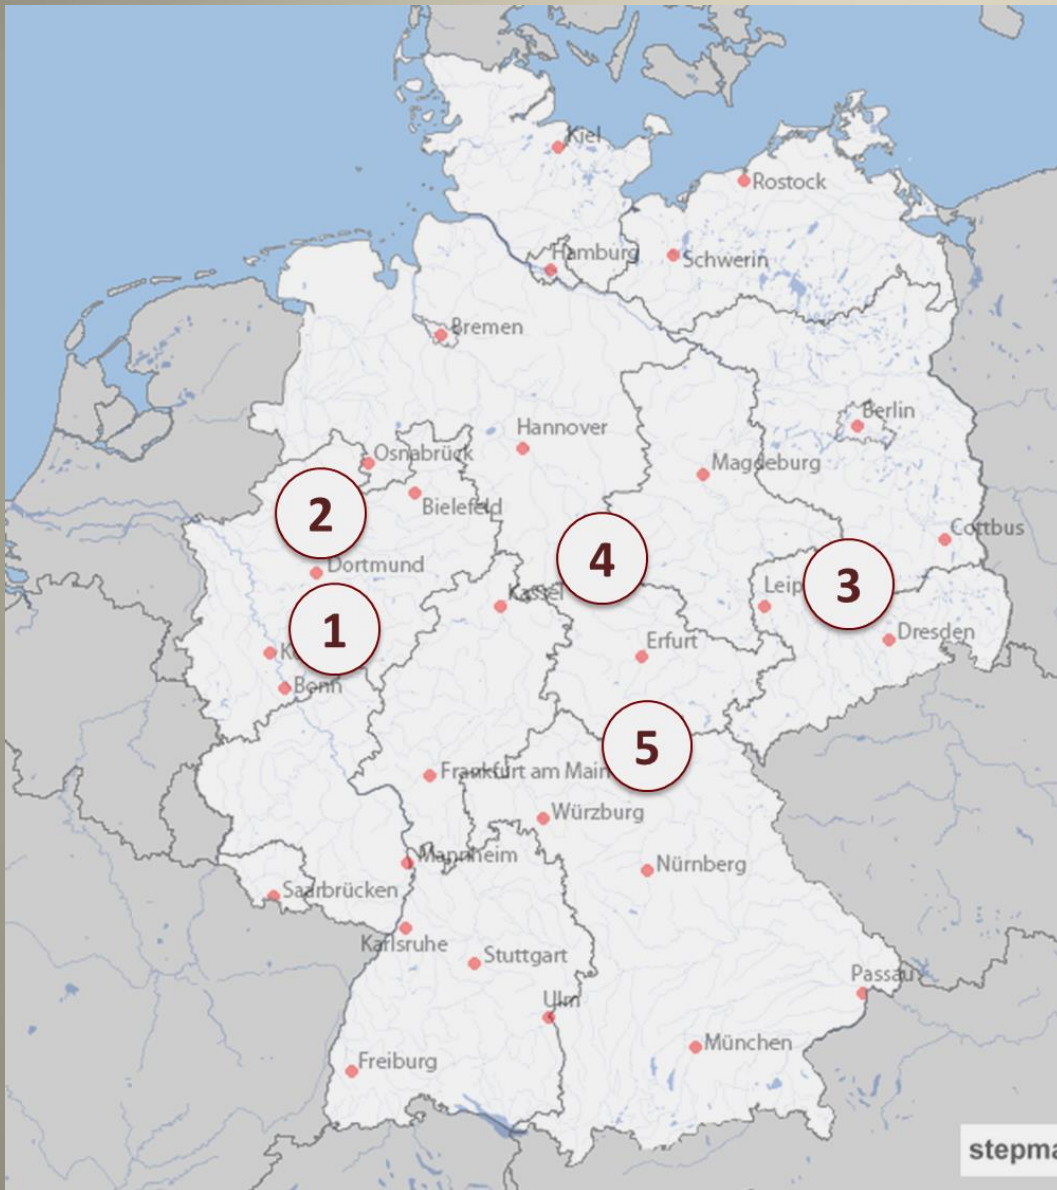 Kiel
Rostock
Hamburg
Schwerin
Bremen
Berlin
Hannover
Osnabrück
Magdeburg
2
Bielefeld
Cottbus
4
Dortmund
3
Kassel
1
Erfurt
Dresden
Bonn
5
Frankfurt am Main
Würzburg
Mannheim
Nürnberg
Saarbrücken
Karlsruhe
Stuttgart
Passau
Ulm
München
Freiburg